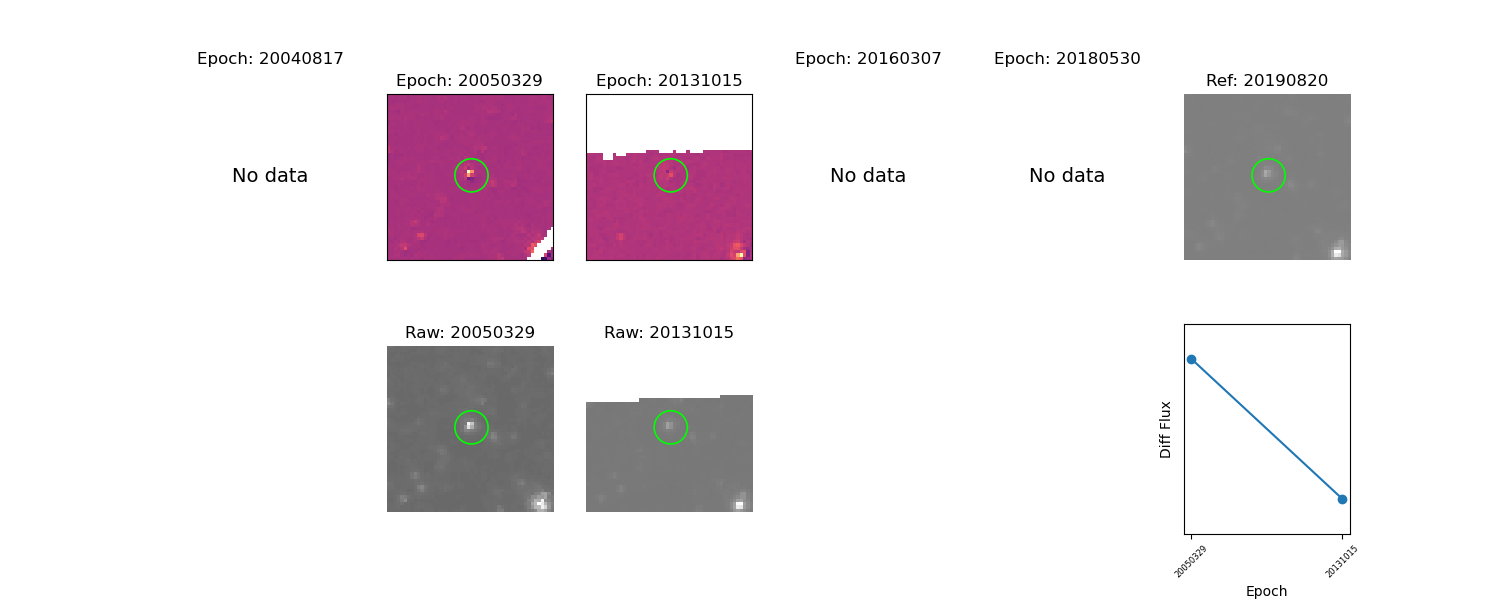 Epoch: 20040817
Epoch: 20050329
Epoch: 20131015
Epoch: 20160307
Epoch: 20180530
Ref: 20190820
No data
No data
No data
Raw: 20050329
Raw: 20131015
Diff Flux
20050329
20131015
Epoch